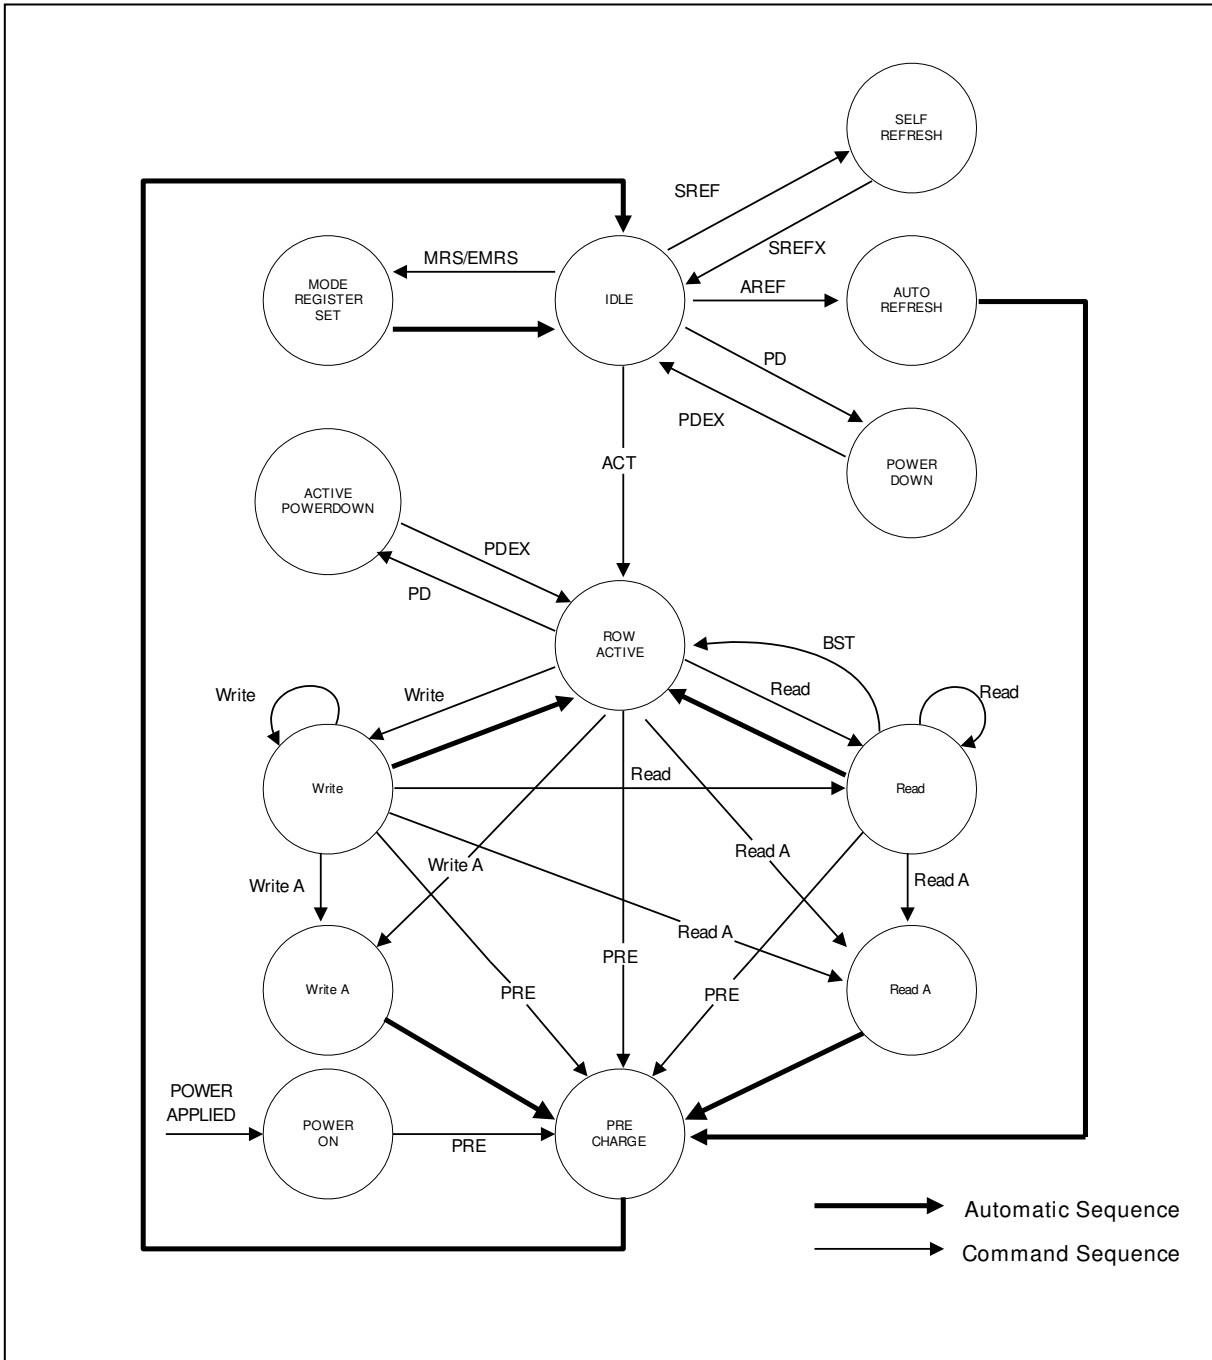 SELF
REFRESH
SREF
SREFX
MRS/EMRS
MODE
REGISTER
SET
IDLE
AREF
AUTO
REFRESH
PD
PDEX
POWER
DOWN
ACT
ACTIVE
POWERDOWN
PDEX
PD
ROW
ACTIVE
BST
Write
Write
Read
Read
Write
Read
Read
Write A
Write A
Read A
Read A
Read A
PRE
PRE
PRE
Write A
Read A
POWER
APPLIED
POWER
ON
PRE
PRE
CHARGE
Automatic Sequence
Command Sequence